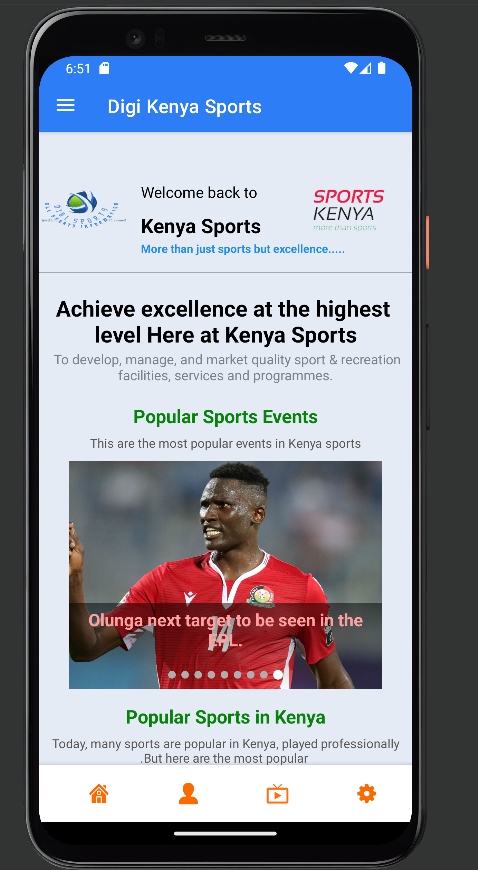 6:51
Digi Kenya Sports
Welcome back to
Kenya Sports
More than just sports but excellence.....
SPORTS
KENYA
more than sports
Achieve excellence at the highest
level Here at Kenya Sports
To develop, manage, and market quality sport & recreation
facilities, services and programmes.
Popular Sports Events
This are the most popular events in Kenya sports
14
Olunga next target to be seen in the
EPL.
Popular Sports in Kenya
Today, many sports are popular in Kenya, played professionally
.But here are the most popular